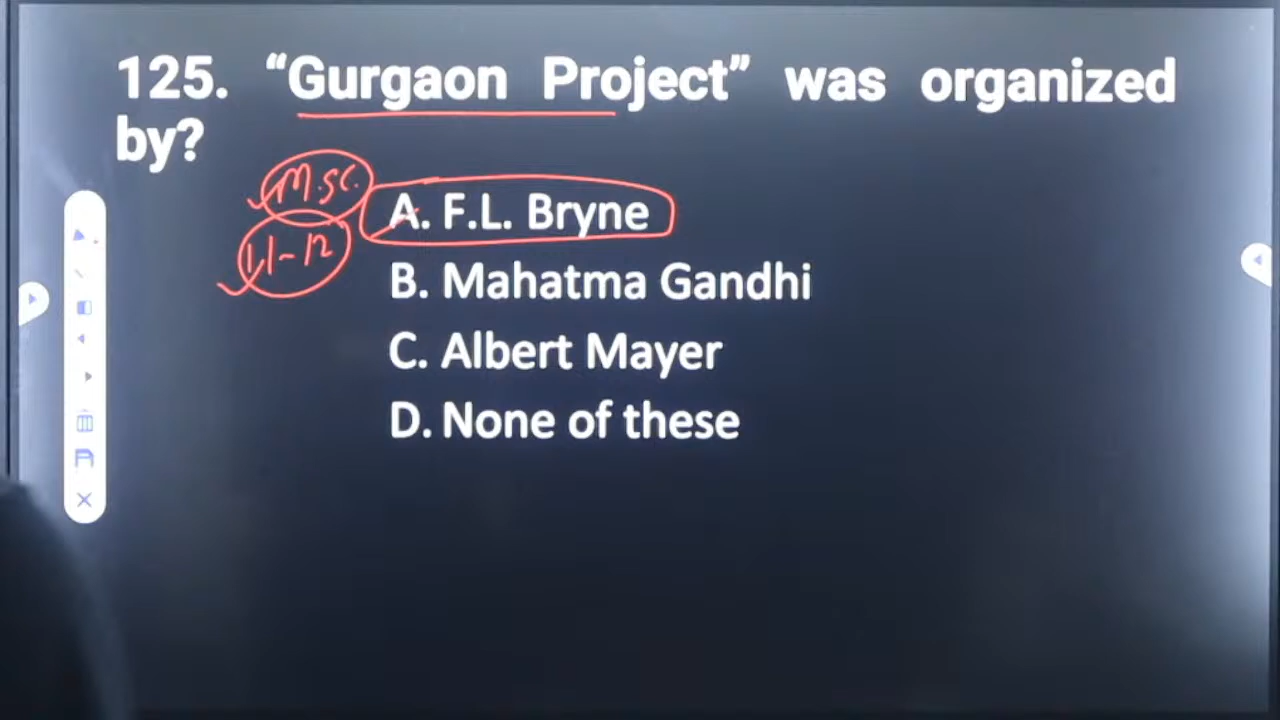 125. “Gurgaon Project” was organized
by?
M.Sc.
A. F.L. Bryne
11-12
B. Mahatma Gandhi
C. Albert Mayer
D. None of these